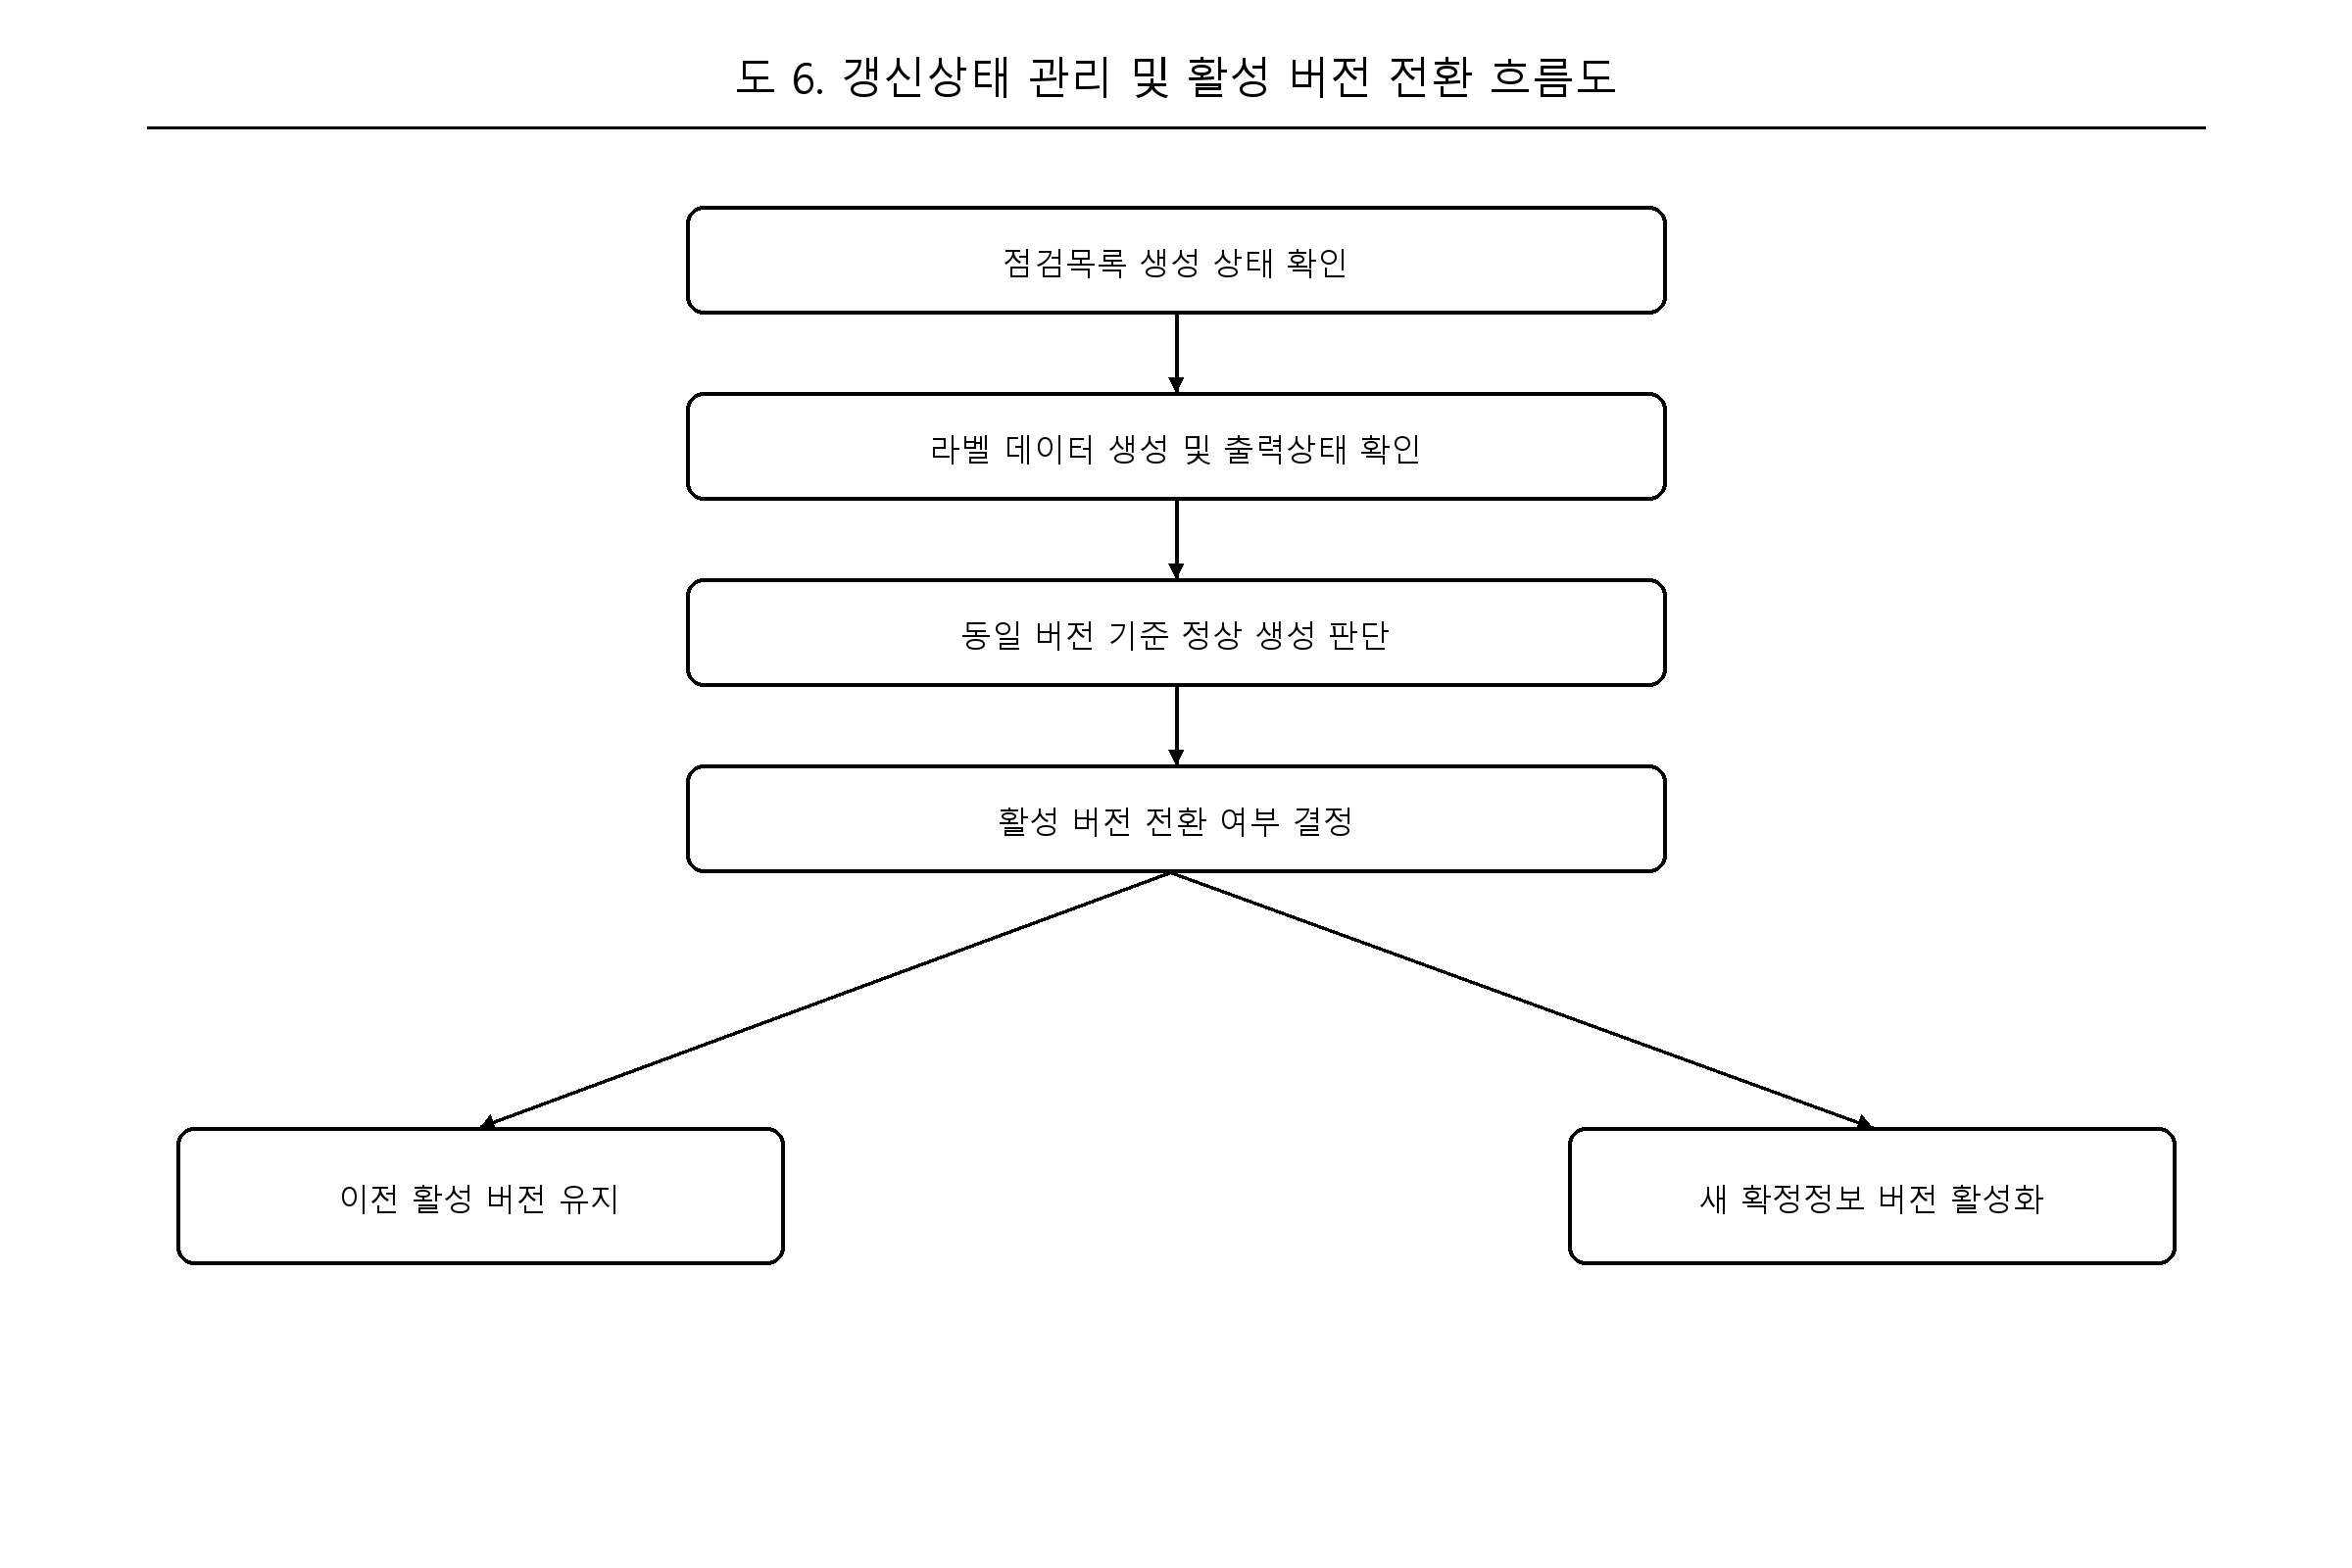 도 6. 갱신상태 관리 및 활성 버전 전환 흐름도
점검목록 생성 상태 확인
라벨 데이터 생성 및 출력상태 확인
동일 버전 기준 정상 생성 판단
활성 버전 전환 여부 결정
이전 활성 버전 유지
새 확정정보 버전 활성화